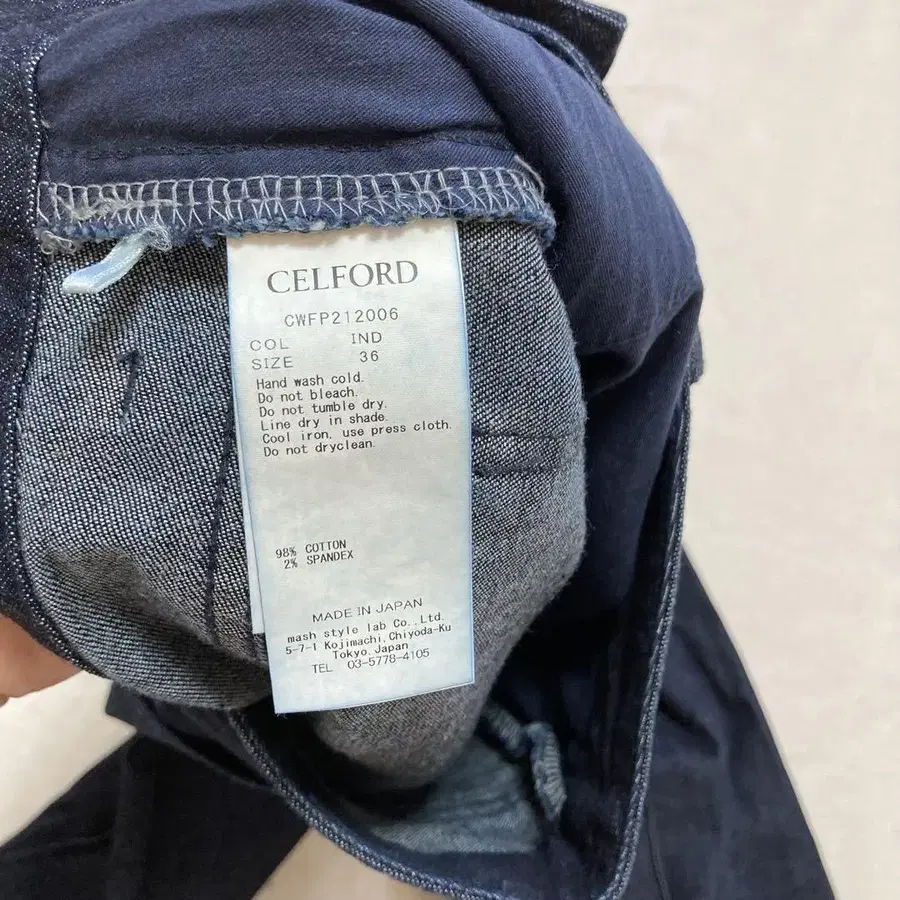 CELFORD
CWFP212006
COL IND
SIZE 36
Hand wash cold.
Do not bleach.
Do not tumble dry.
Line dry in shade.
Cool iron, use press cloth.
Do not dryclean.
98% COTTON
2% SPANDEX
MADE IN JAPAN
mash style lab Co., Ltd.
5-7-1 Kojimachi, Chiyoda-Ku
Tokyo, Japan
TEL 03-5778-4105